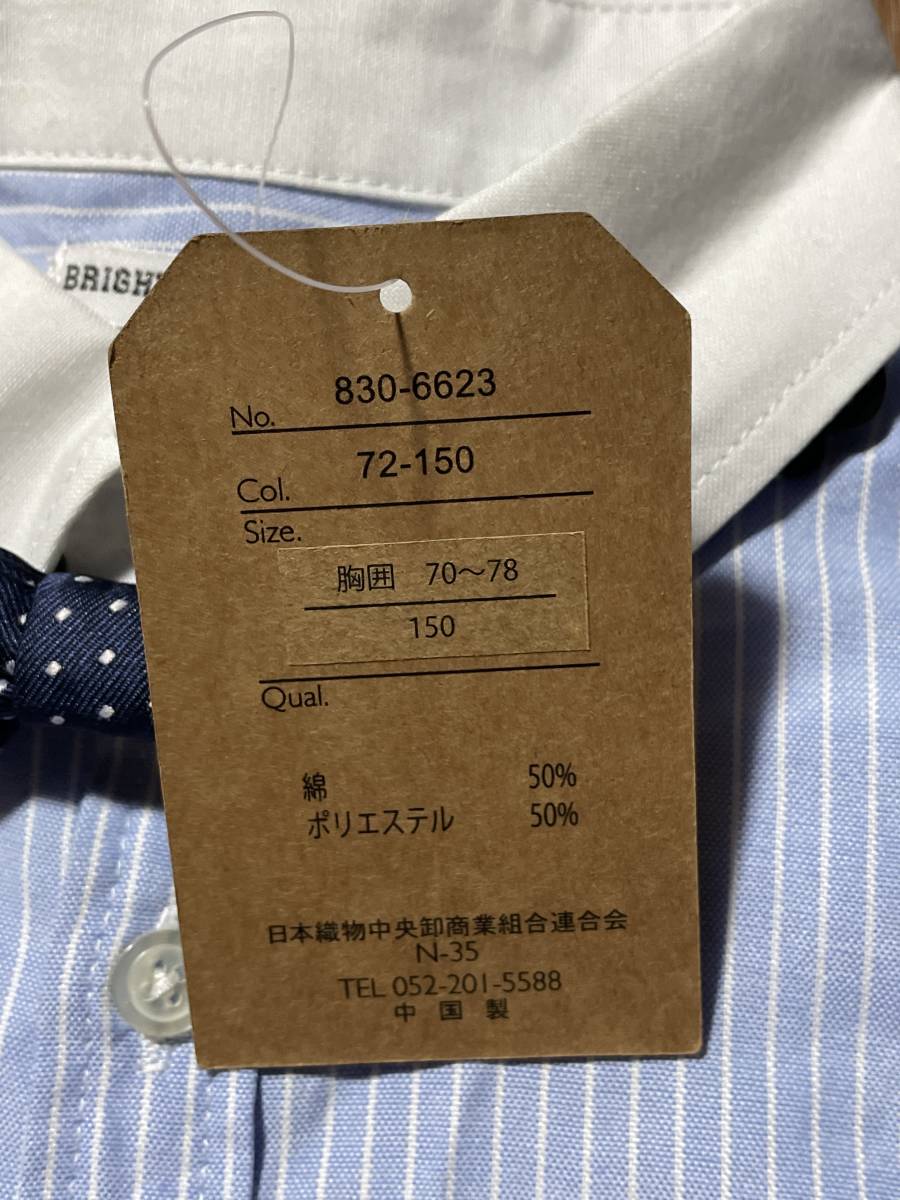 830-6623
No.
72-150
Col.
Size.
胸囲 70～78
150
Qual.
綿 50%
ポリエステル 50%
日本織物中央卸商業組合連合会
N-35
TEL 052-201-5588
中国製